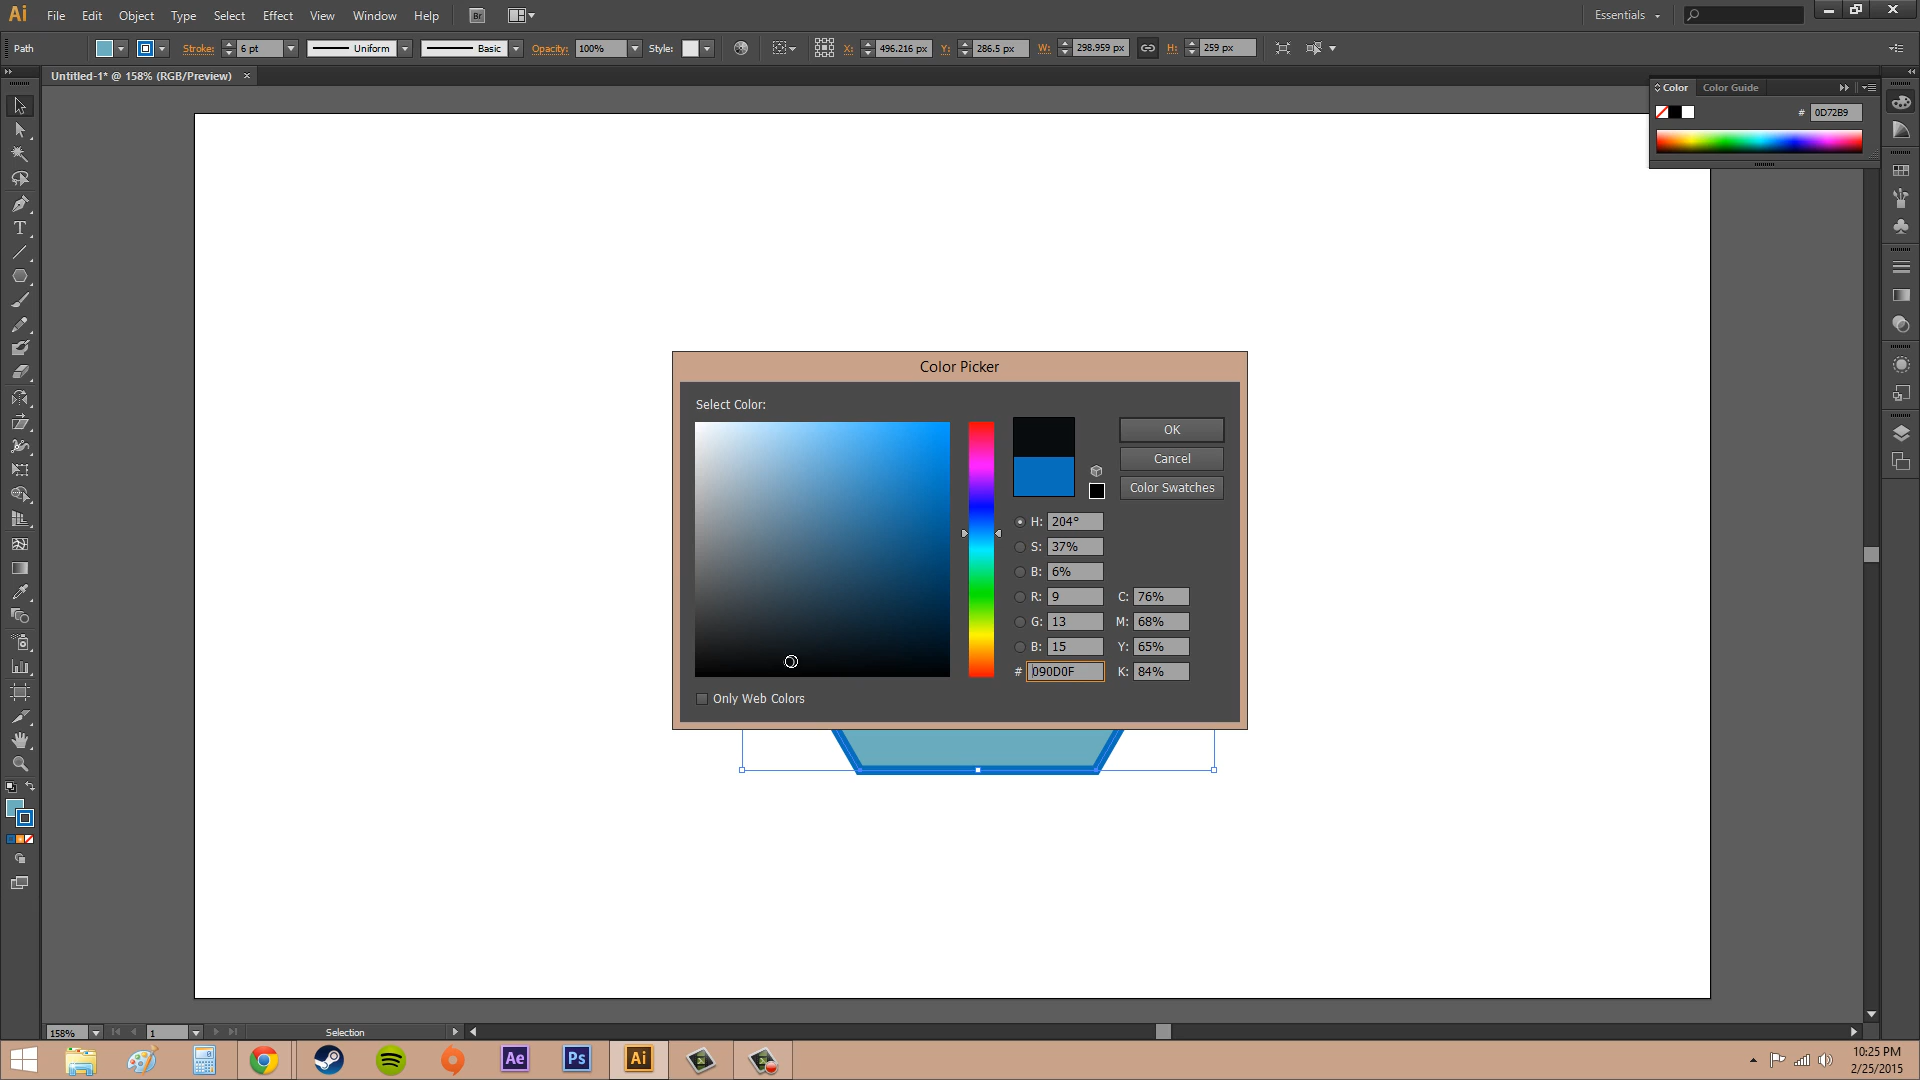 Ai File Edit Object Type Select Effect View Window Help Br Essentials
Path Stroke: 6 pt Uniform Basic Opacity: 100% Style: X: 496.216 px Y: 286.5 px W: 298.959 px H: 259 px
Untitled-1* @ 158% (RGB/Preview) ×
Color Color Guide
# 0D72B9
Color Picker
Select Color:
OK
Cancel
Color Swatches
H: 204°
S: 37%
B: 6%
R: 9 C: 76%
G: 13 M: 68%
B: 15 Y: 65%
# 090D0F K: 84%
Only Web Colors
158% 1 Selection
Ae Ps Ai
10:25 PM
2/25/2015